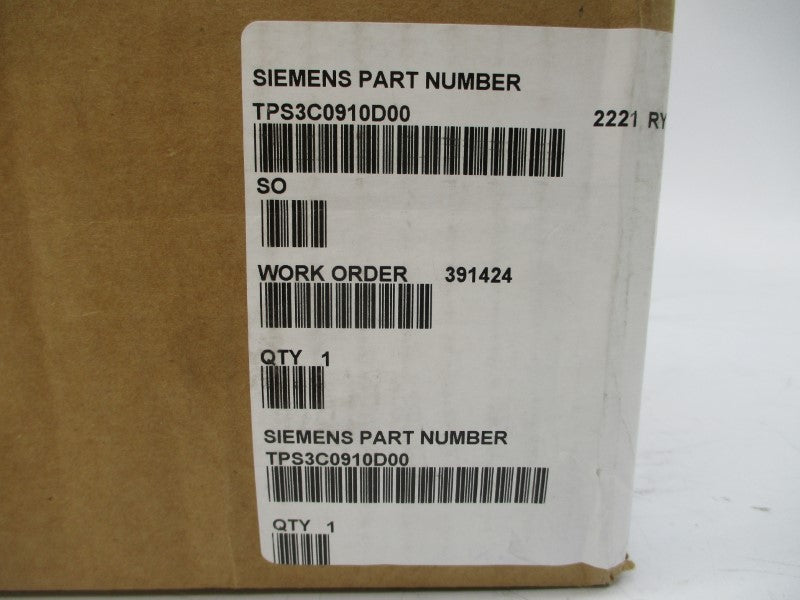 SIEMENS PART NUMBER
TPS3C0910D00 2221 RY
SO
WORK ORDER 391424
QTY 1
SIEMENS PART NUMBER
TPS3C0910D00
QTY 1